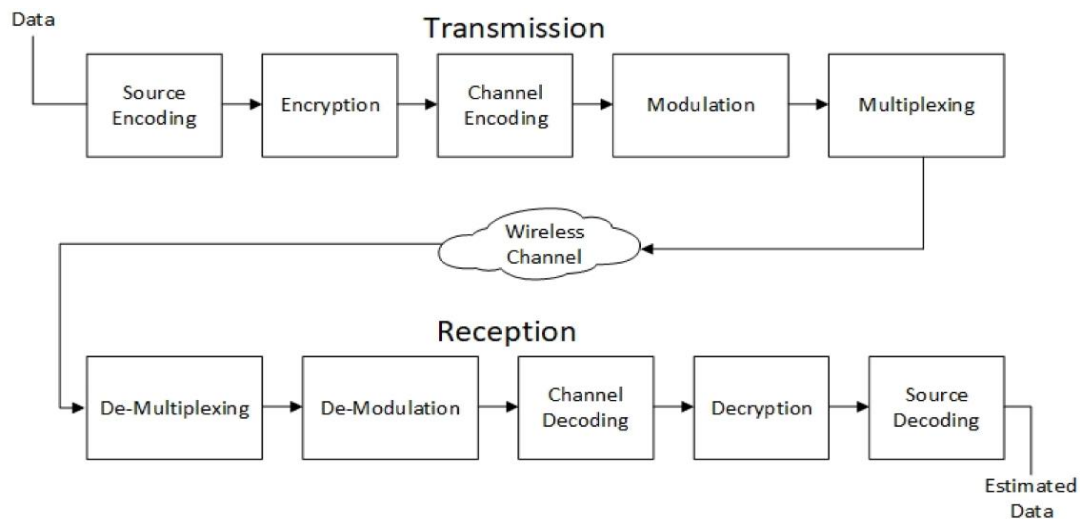 Data
Transmission
Source
Encoding
Encryption
Channel
Encoding
Modulation
Multiplexing
Wireless
Channel
Reception
De-Multiplexing
De-Modulation
Channel
Decoding
Decryption
Source
Decoding
Estimated
Data